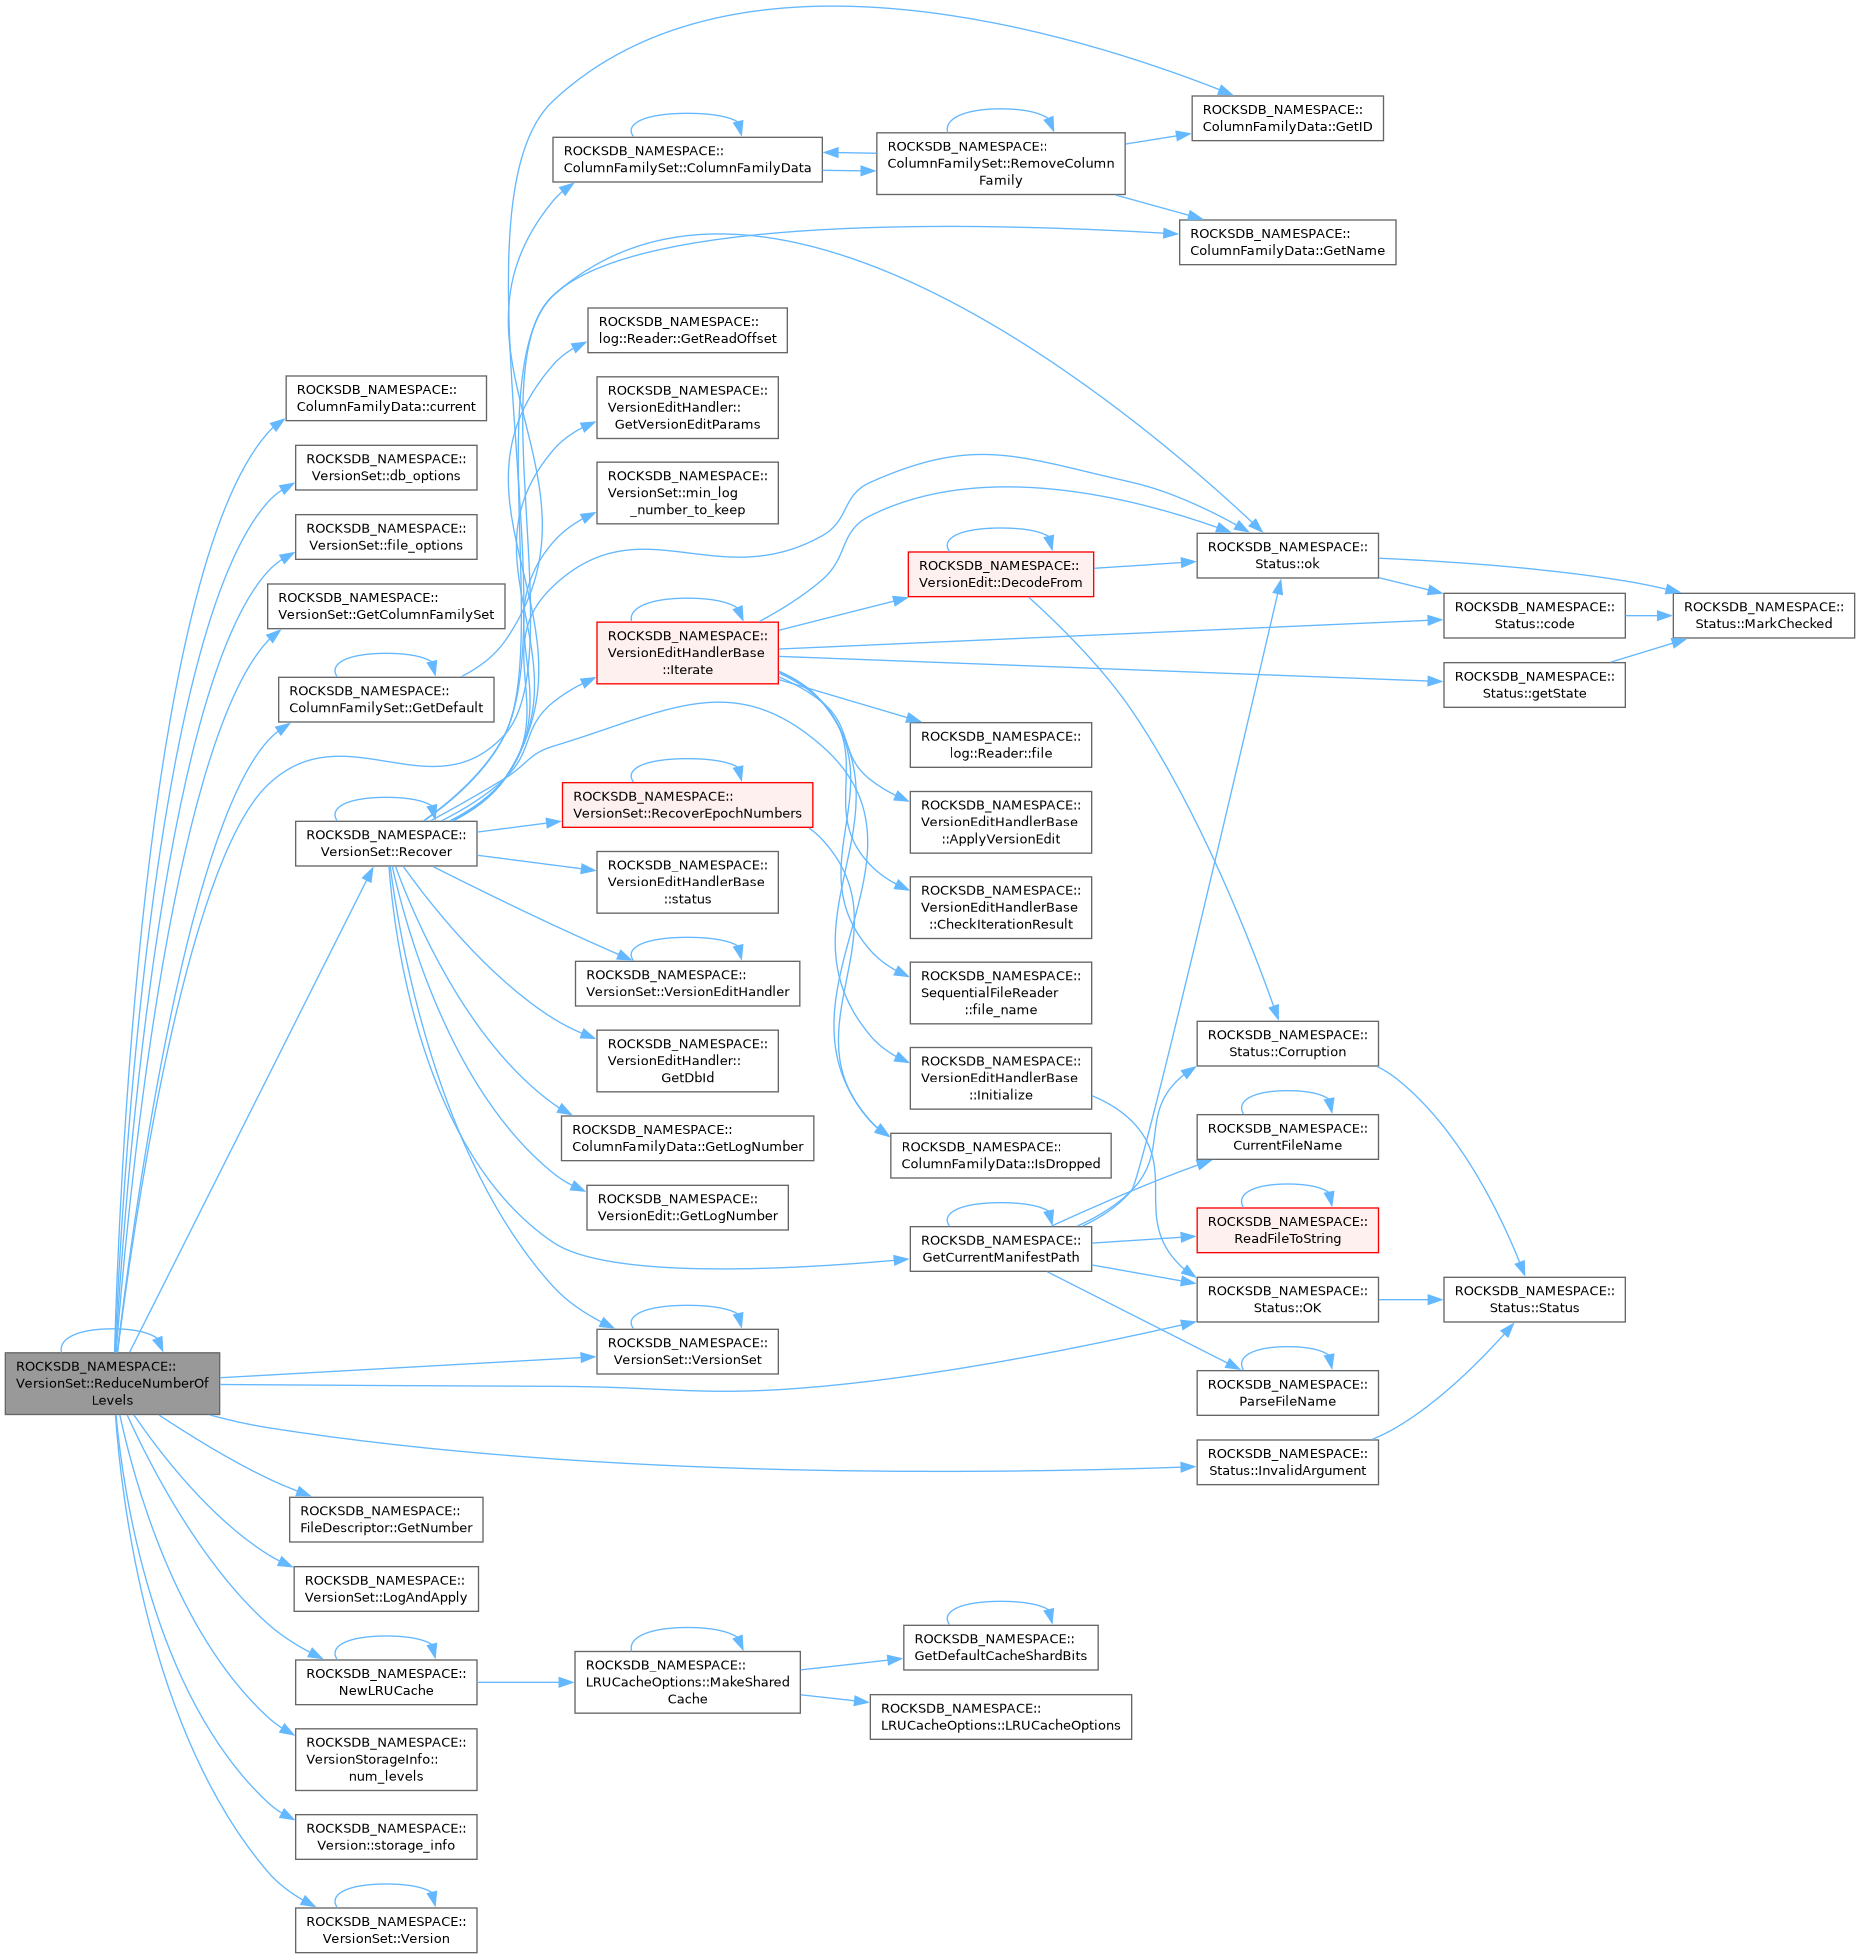 ROCKSDB_NAMESPACE::
VersionSet::ReduceNumberOf
Levels
ROCKSDB_NAMESPACE::
ColumnFamilyData::current
ROCKSDB_NAMESPACE::
VersionSet::db_options
ROCKSDB_NAMESPACE::
VersionSet::file_options
ROCKSDB_NAMESPACE::
VersionSet::GetColumnFamilySet
ROCKSDB_NAMESPACE::
ColumnFamilySet::GetDefault
ROCKSDB_NAMESPACE::
VersionSet::Recover
ROCKSDB_NAMESPACE::
FileDescriptor::GetNumber
ROCKSDB_NAMESPACE::
VersionSet::LogAndApply
ROCKSDB_NAMESPACE::
NewLRUCache
ROCKSDB_NAMESPACE::
VersionStorageInfo::
num_levels
ROCKSDB_NAMESPACE::
Version::storage_info
ROCKSDB_NAMESPACE::
VersionSet::Version
ROCKSDB_NAMESPACE::
ColumnFamilySet::ColumnFamilyData
ROCKSDB_NAMESPACE::
log::Reader::GetReadOffset
ROCKSDB_NAMESPACE::
VersionEditHandler::
GetVersionEditParams
ROCKSDB_NAMESPACE::
VersionSet::min_log
_number_to_keep
ROCKSDB_NAMESPACE::
VersionEditHandlerBase
::Iterate
ROCKSDB_NAMESPACE::
VersionSet::RecoverEpochNumbers
ROCKSDB_NAMESPACE::
VersionEditHandlerBase
::status
ROCKSDB_NAMESPACE::
VersionSet::VersionEditHandler
ROCKSDB_NAMESPACE::
VersionEditHandler::
GetDbId
ROCKSDB_NAMESPACE::
ColumnFamilyData::GetLogNumber
ROCKSDB_NAMESPACE::
VersionEdit::GetLogNumber
ROCKSDB_NAMESPACE::
VersionSet::VersionSet
ROCKSDB_NAMESPACE::
LRUCacheOptions::MakeShared
Cache
ROCKSDB_NAMESPACE::
ColumnFamilySet::RemoveColumn
Family
ROCKSDB_NAMESPACE::
VersionEdit::DecodeFrom
ROCKSDB_NAMESPACE::
log::Reader::file
ROCKSDB_NAMESPACE::
VersionEditHandlerBase
::ApplyVersionEdit
ROCKSDB_NAMESPACE::
VersionEditHandlerBase
::CheckIterationResult
ROCKSDB_NAMESPACE::
SequentialFileReader
::file_name
ROCKSDB_NAMESPACE::
VersionEditHandlerBase
::Initialize
ROCKSDB_NAMESPACE::
ColumnFamilyData::IsDropped
ROCKSDB_NAMESPACE::
GetCurrentManifestPath
ROCKSDB_NAMESPACE::
GetDefaultCacheShardBits
ROCKSDB_NAMESPACE::
LRUCacheOptions::LRUCacheOptions
ROCKSDB_NAMESPACE::
ColumnFamilyData::GetID
ROCKSDB_NAMESPACE::
ColumnFamilyData::GetName
ROCKSDB_NAMESPACE::
Status::ok
ROCKSDB_NAMESPACE::
Status::Corruption
ROCKSDB_NAMESPACE::
CurrentFileName
ROCKSDB_NAMESPACE::
ReadFileToString
ROCKSDB_NAMESPACE::
Status::OK
ROCKSDB_NAMESPACE::
ParseFileName
ROCKSDB_NAMESPACE::
Status::InvalidArgument
ROCKSDB_NAMESPACE::
Status::code
ROCKSDB_NAMESPACE::
Status::getState
ROCKSDB_NAMESPACE::
Status::Status
ROCKSDB_NAMESPACE::
Status::MarkChecked